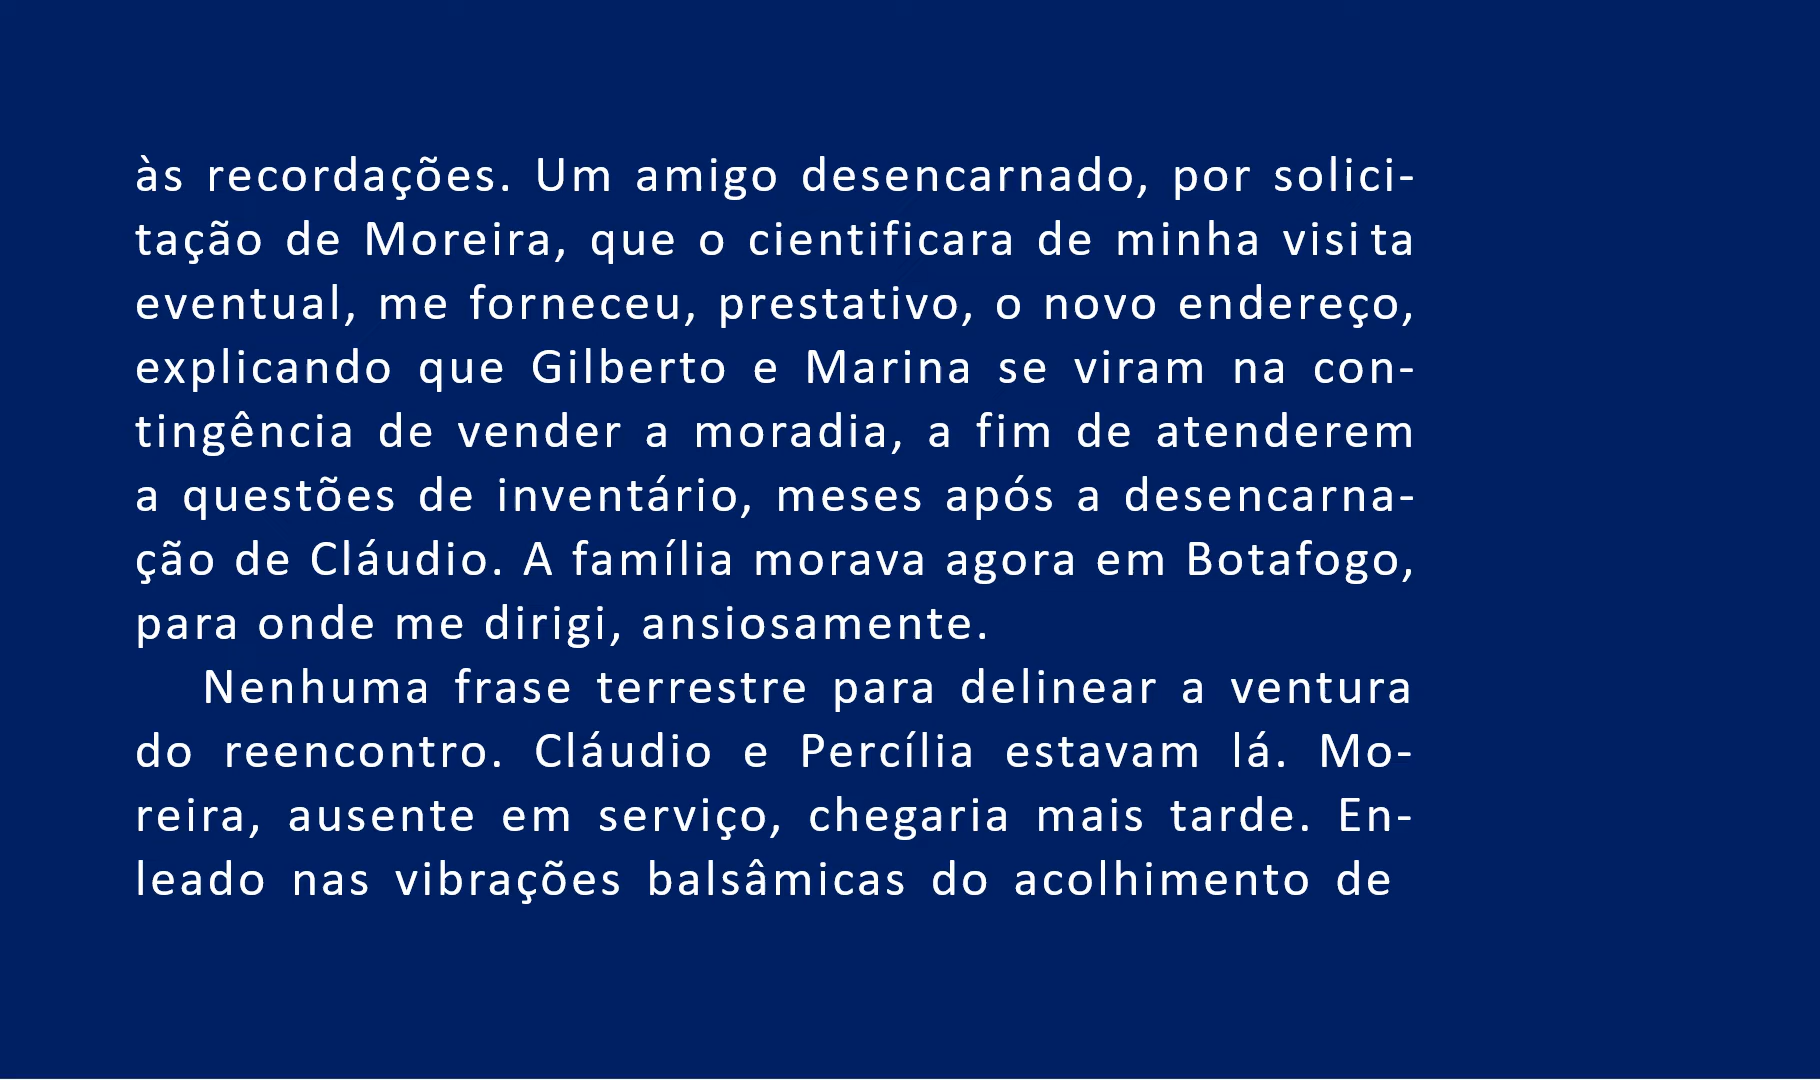 às recordações. Um amigo desencarnado, por solici-
tação de Moreira, que o cientificara de minha visita
eventual, me forneceu, prestativo, o novo endereço,
explicando que Gilberto e Marina se viram na con-
tingência de vender a moradia, a fim de atenderem
a questões de inventário, meses após a desencarna-
ção de Cláudio. A família morava agora em Botafogo,
para onde me dirigi, ansiosamente.
Nenhuma frase terrestre para delinear a ventura
do reencontro. Cláudio e Percília estavam lá. Mo-
reira, ausente em serviço, chegaria mais tarde. En-
leado nas vibrações balsâmicas do acolhimento de